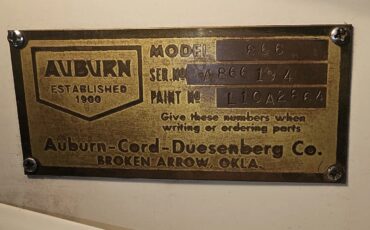 AUBURN
ESTABLISHED
1900
MODEL 866
SER. No
PAINT No
Give these numbers when
writing or ordering parts
Auburn-Cord-Duesenberg Co.
BROKEN ARROW, OKLA.